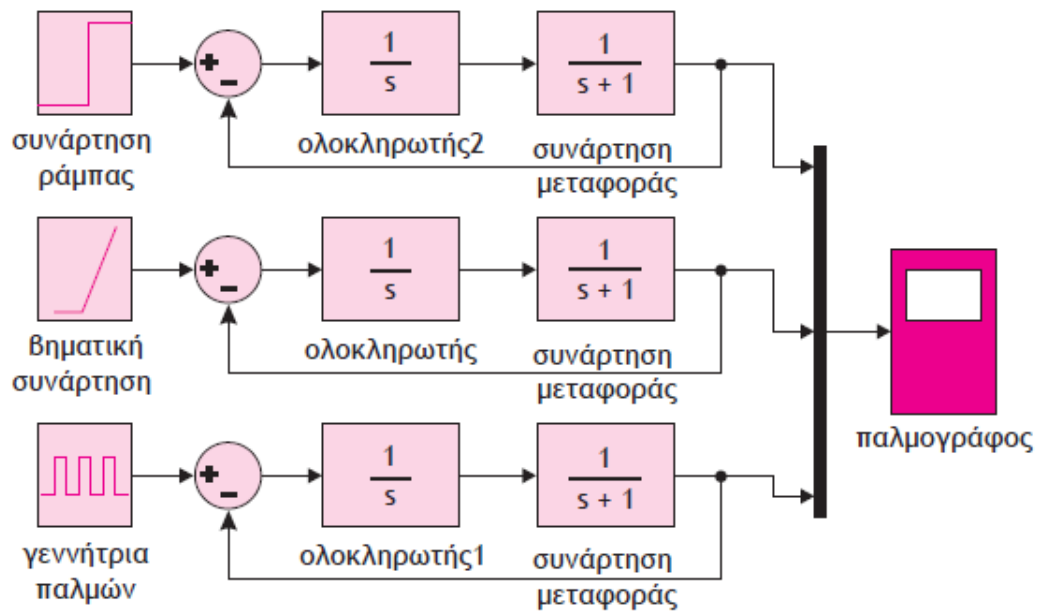 +
−
1
s
1
s + 1
συνάρτηση
ράμπας
ολοκληρωτής2
συνάρτηση
μεταφοράς
+
−
1
s
1
s + 1
βηματική
συνάρτηση
ολοκληρωτής
συνάρτηση
μεταφοράς
παλμογράφος
+
−
1
s
1
s + 1
γεννήτρια
παλμών
ολοκληρωτής1
συνάρτηση
μεταφοράς